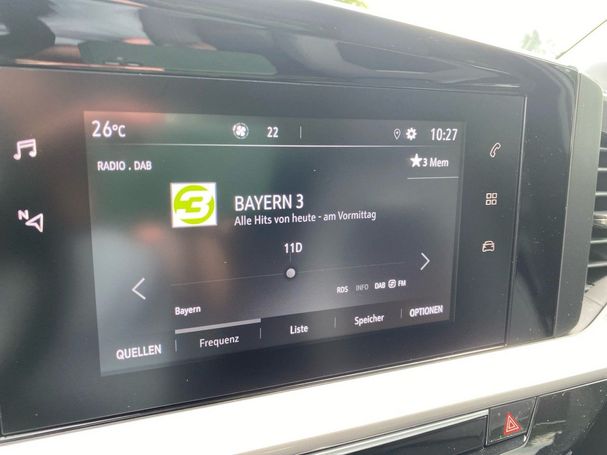 26°C
22
10:27
RADIO . DAB
★3 Mem
3
BAYERN 3
Alle Hits von heute - am Vormittag
11D
N
RDS INFO DAB FM
Bayern
QUELLEN
Frequenz
Liste
Speicher
OPTIONEN